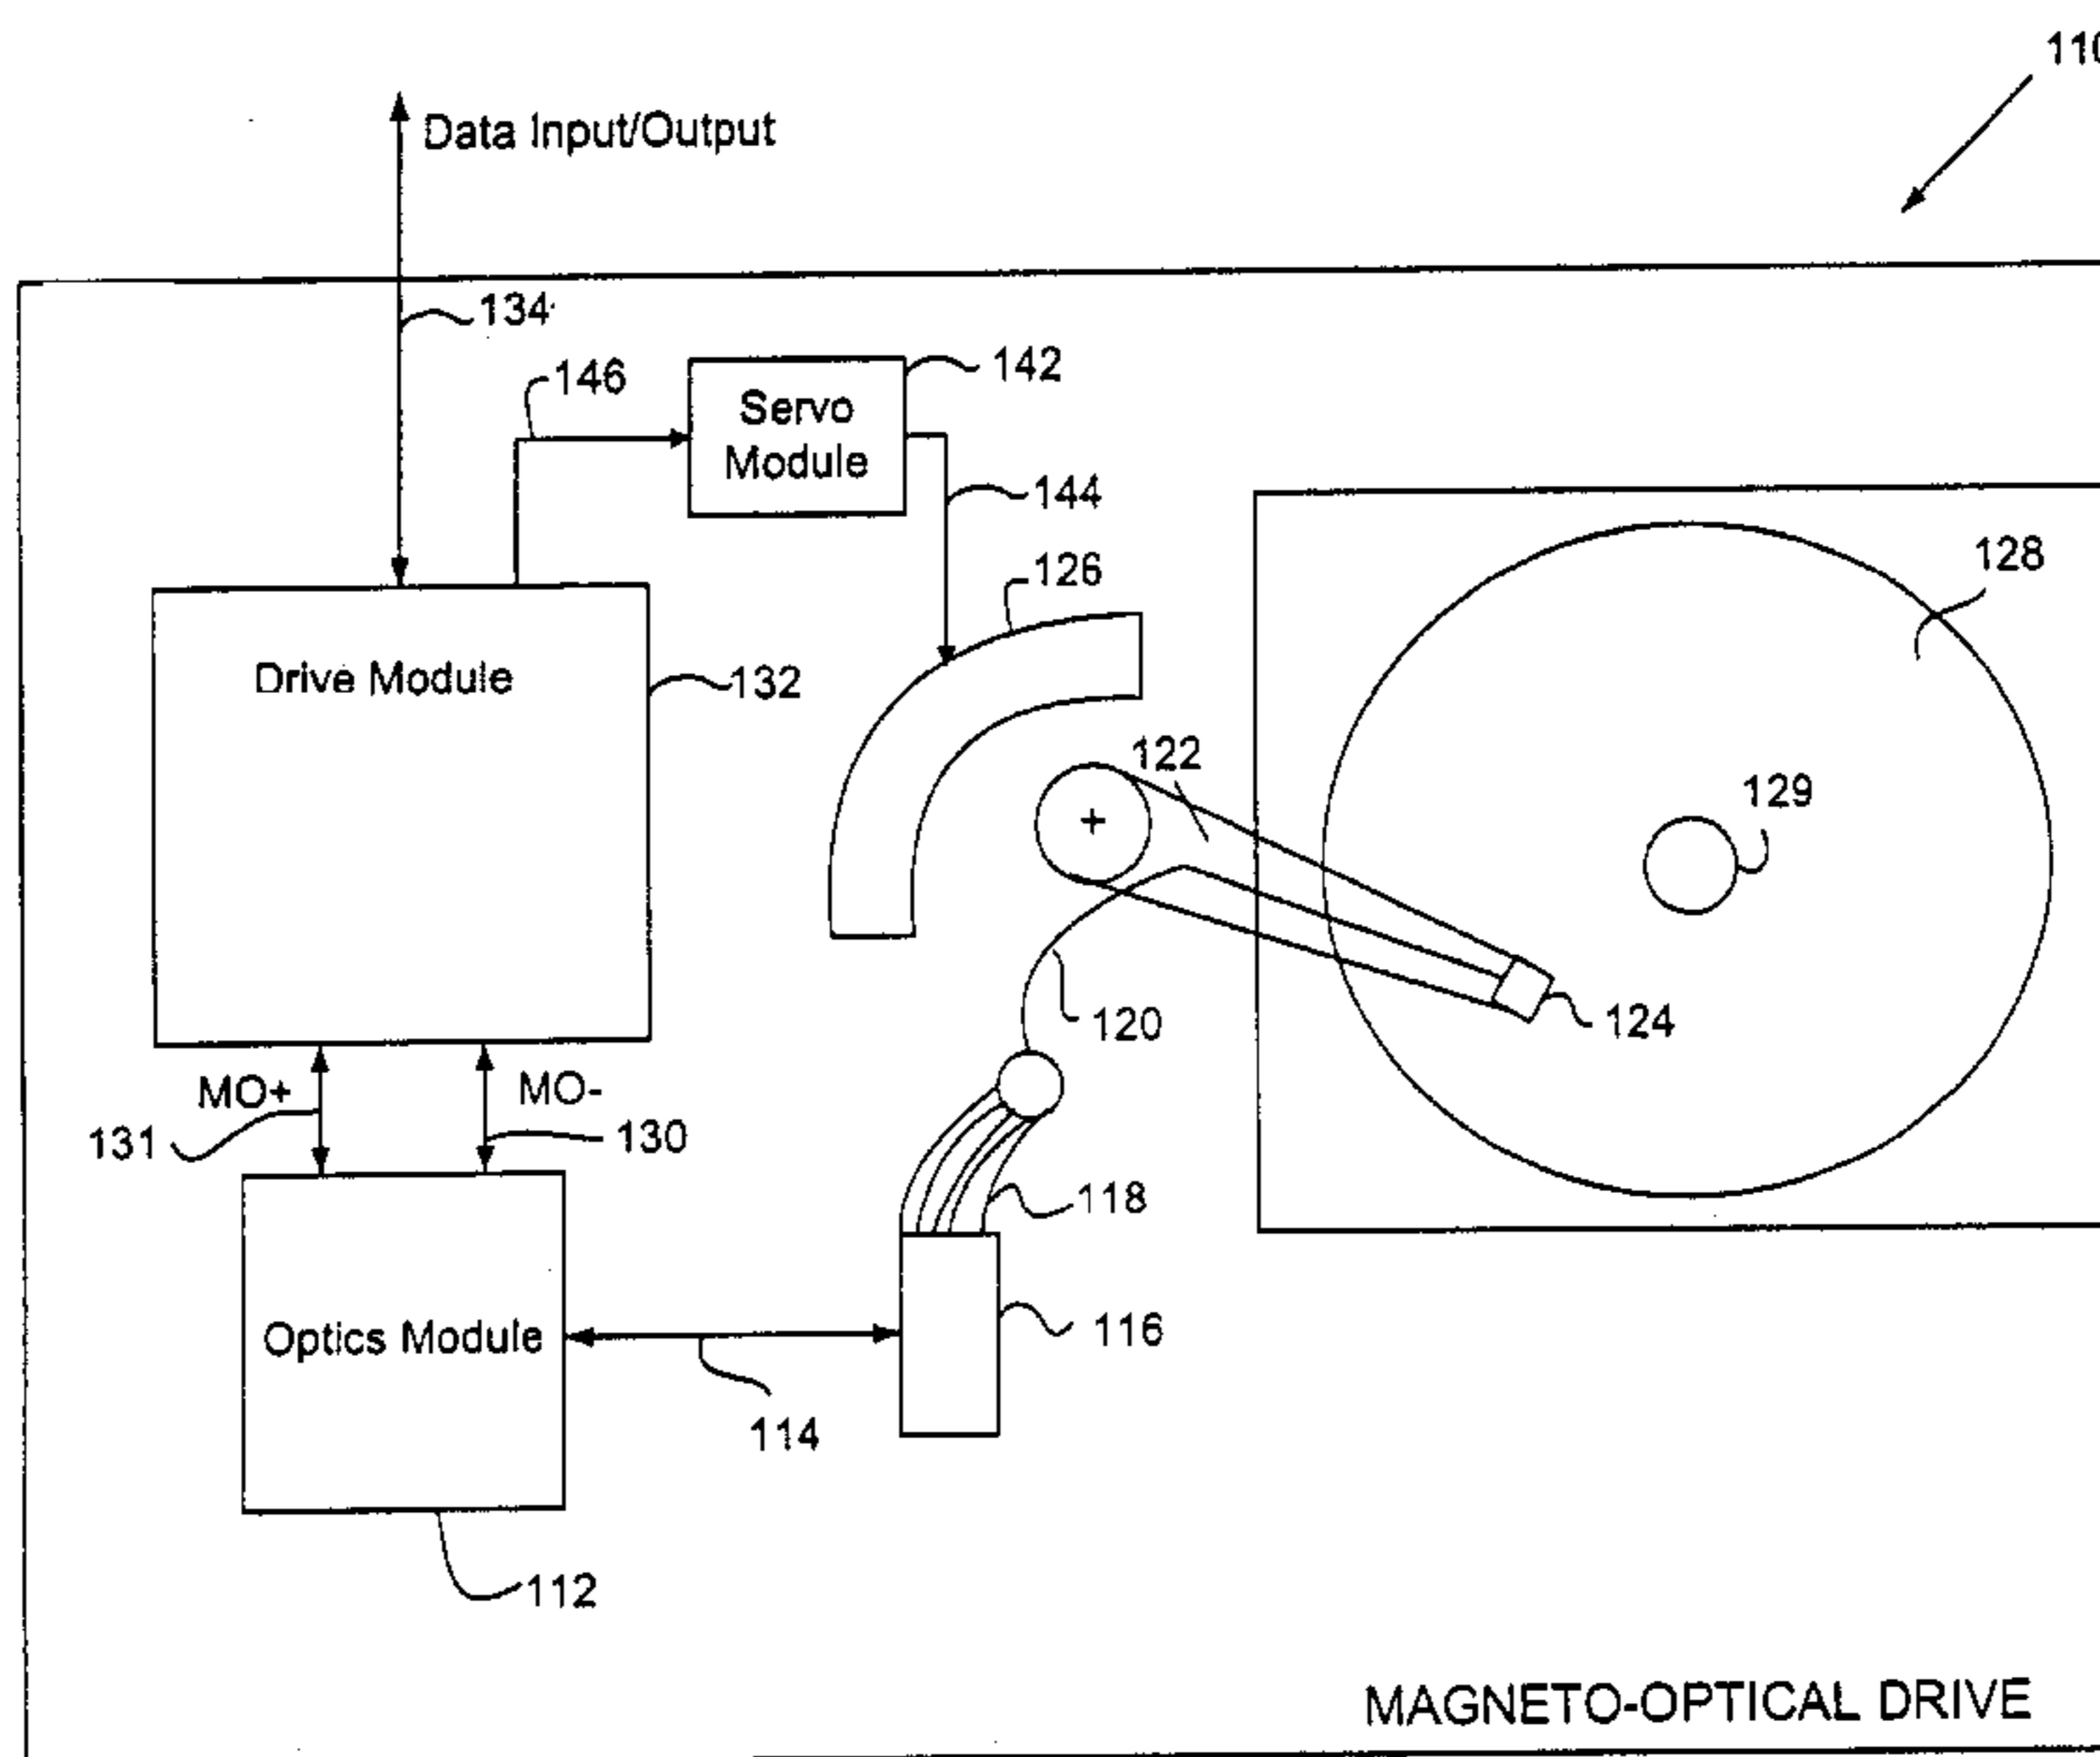 110
Data Input/Output
134
146
142
Servo
Module
144
126
128
Drive Module
132
122
129
120
124
MO+
MO-
131
130
118
Optics Module
116
114
112
MAGNETO-OPTICAL DRIVE